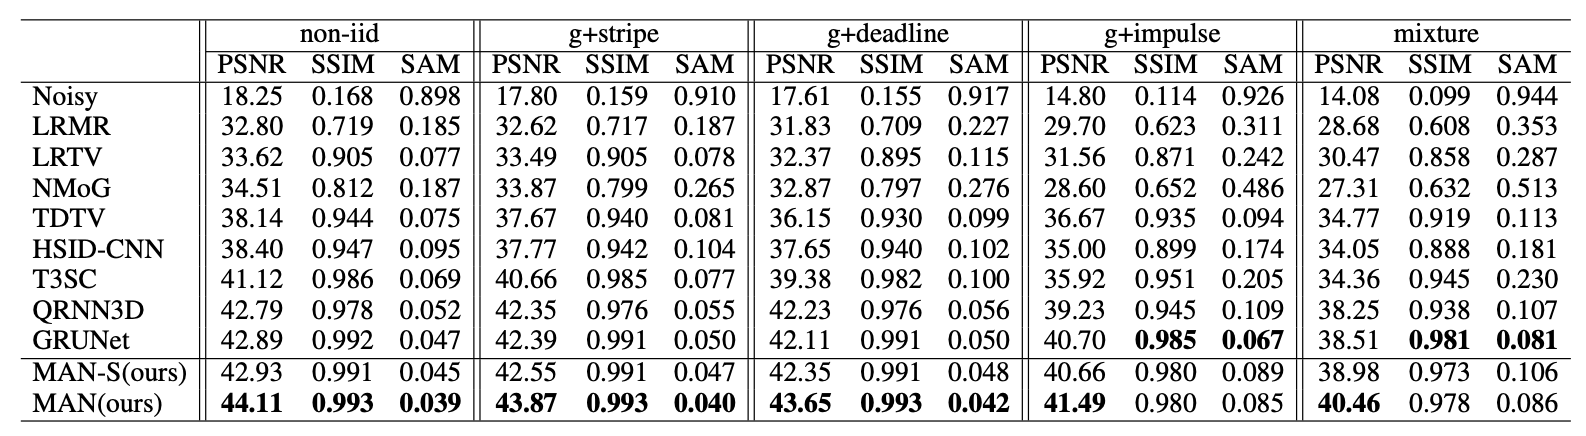 non-iid g+stripe g+deadline g+impulse mixture
PSNR SSIM SAM PSNR SSIM SAM PSNR SSIM SAM PSNR SSIM SAM PSNR SSIM SAM
Noisy 18.25 0.168 0.898 17.80 0.159 0.910 17.61 0.155 0.917 14.80 0.114 0.926 14.08 0.099 0.944
LRMR 32.80 0.719 0.185 32.62 0.717 0.187 31.83 0.709 0.227 29.70 0.623 0.311 28.68 0.608 0.353
LRTV 33.62 0.905 0.077 33.49 0.905 0.078 32.37 0.895 0.115 31.56 0.871 0.242 30.47 0.858 0.287
NMoG 34.51 0.812 0.187 33.87 0.799 0.265 32.87 0.797 0.276 28.60 0.652 0.486 27.31 0.632 0.513
TDTV 38.14 0.944 0.075 37.67 0.940 0.081 36.15 0.930 0.099 36.67 0.935 0.094 34.77 0.919 0.113
HSID-CNN 38.40 0.947 0.095 37.77 0.942 0.104 37.65 0.940 0.102 35.00 0.899 0.174 34.05 0.888 0.181
T3SC 41.12 0.986 0.069 40.66 0.985 0.077 39.38 0.982 0.100 35.92 0.951 0.205 34.36 0.945 0.230
QRNN3D 42.79 0.978 0.052 42.35 0.976 0.055 42.23 0.976 0.056 39.23 0.945 0.109 38.25 0.938 0.107
GRUNet 42.89 0.992 0.047 42.39 0.991 0.050 42.11 0.991 0.050 40.70 0.985 0.067 38.51 0.981 0.081
MAN-S(ours) 42.93 0.991 0.045 42.55 0.991 0.047 42.35 0.991 0.048 40.66 0.980 0.089 38.98 0.973 0.106
MAN(ours) 44.11 0.993 0.039 43.87 0.993 0.040 43.65 0.993 0.042 41.49 0.980 0.085 40.46 0.978 0.086